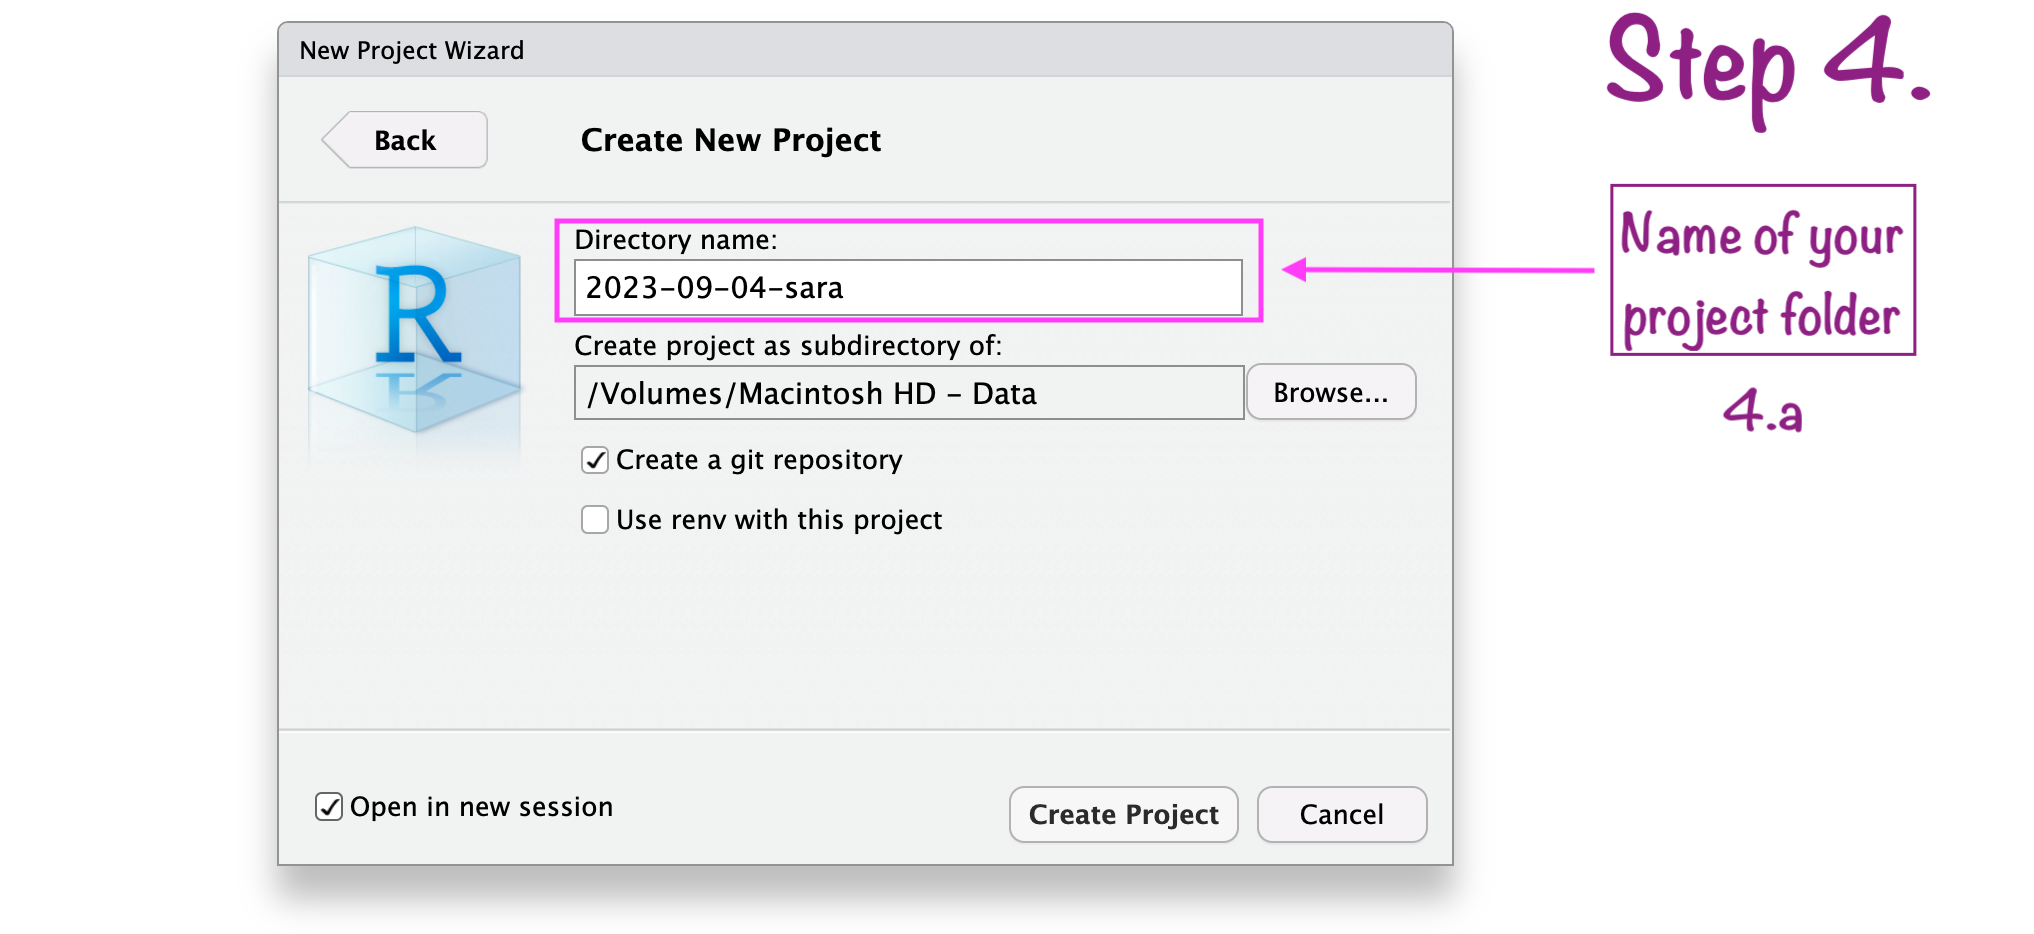 New Project Wizard
Step 4.
Back
Create New Project
R
Directory name:
2023-09-04-sara
Name of your
project folder
4.a
Create project as subdirectory of:
/Volumes/Macintosh HD - Data
Browse...
Create a git repository
Use renv with this project
Open in new session
Create Project
Cancel